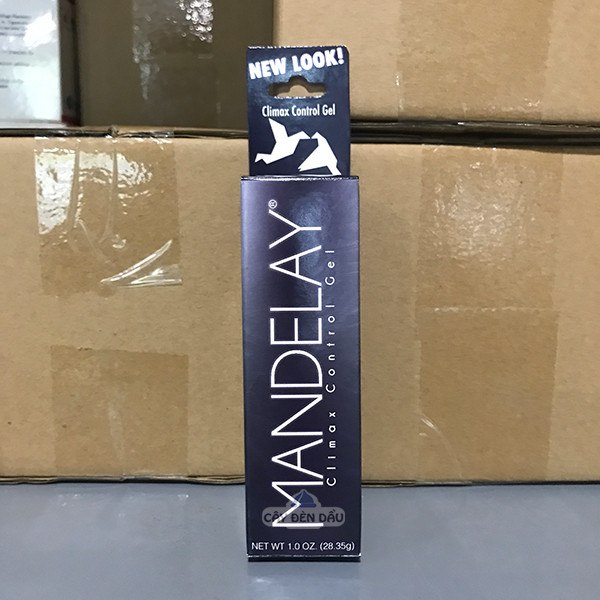 NEW LOOK!
Climax Control Gel
MANDELAY®
Climax Control Gel
CÂY ĐÈN DẦU
NET WT 1.0 OZ. (28.35g)